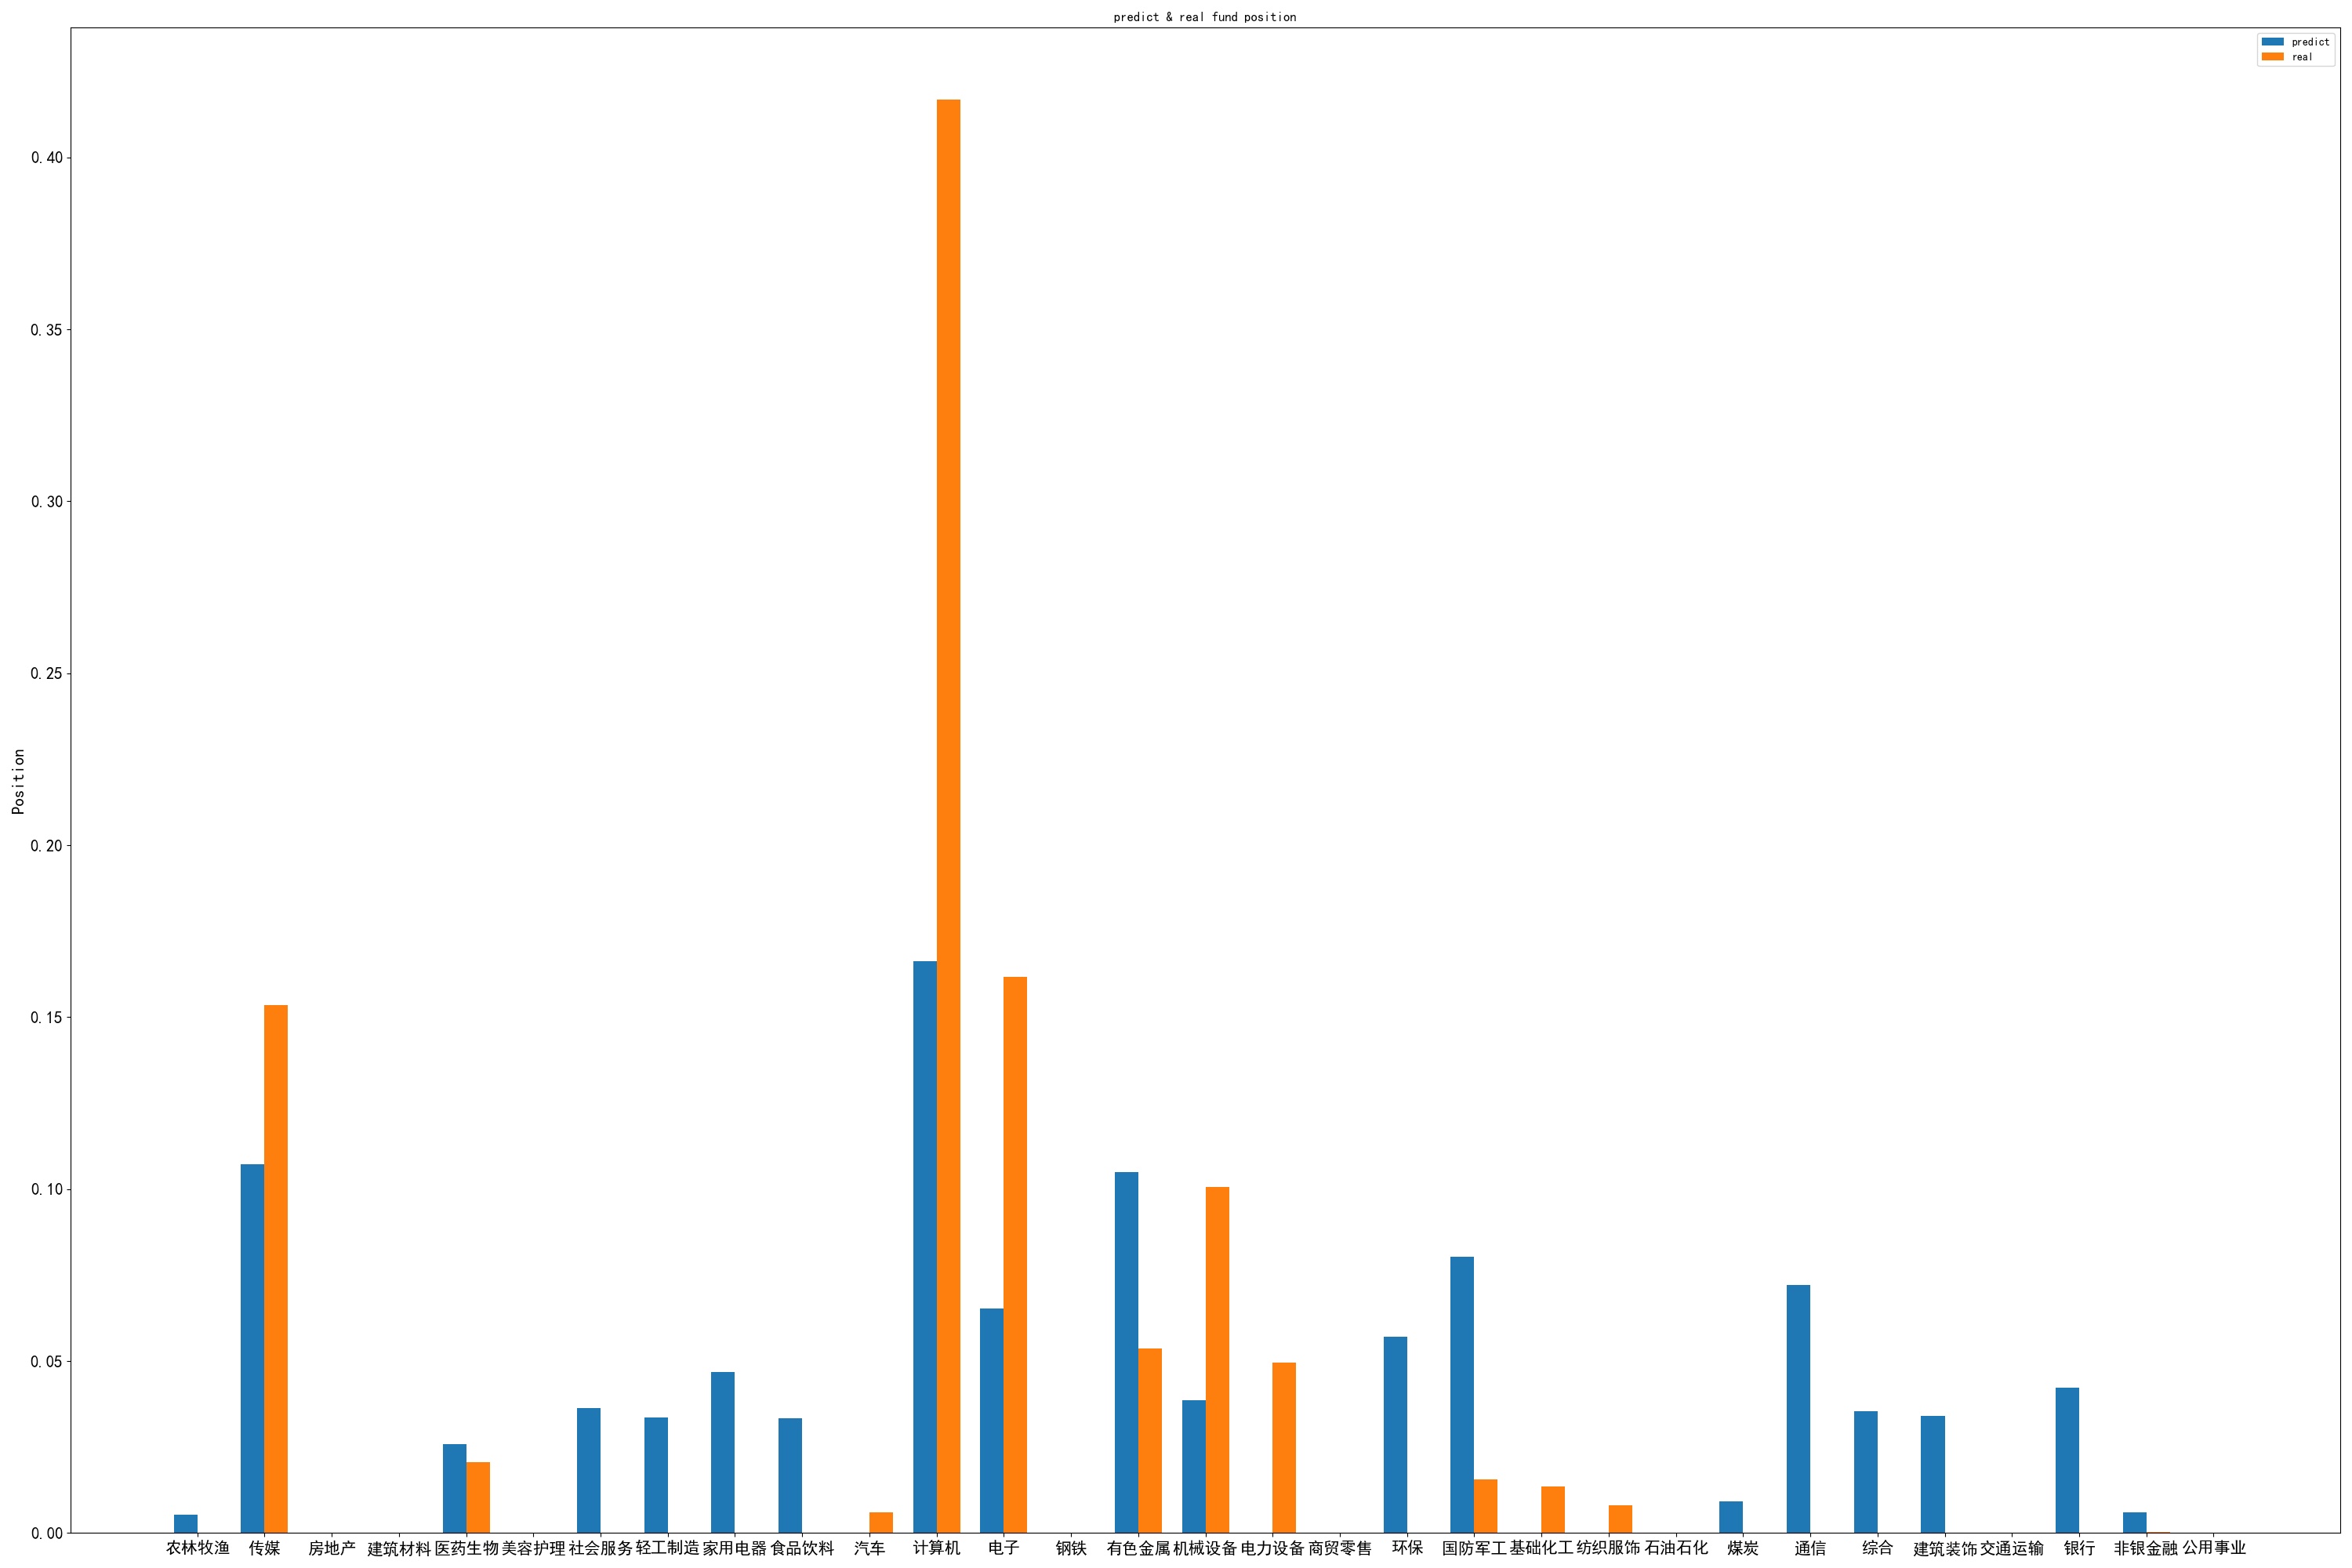 predict & real fund position
predict
real
0.40
0.35
0.30
0.25
0.20
0.15
0.10
0.05
0.00
Position
农林牧渔 传媒 房地产 建筑材料 医药生物 美容护理 社会服务 轻工制造 家用电器 食品饮料 汽车 计算机 电子 钢铁 有色金属 机械设备 电力设备 商贸零售 环保 国防军工 基础化工 纺织服饰 石油石化 煤炭 通信 综合 建筑装饰 交通运输 银行 非银金融 公用事业